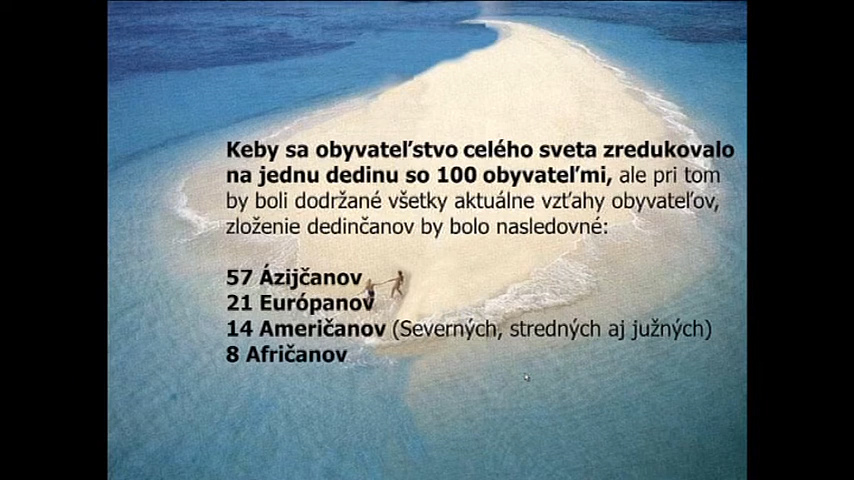 Keby sa obyvateľstvo celého sveta zredukovalo
na jednu dedinu so 100 obyvateľmi, ale pri tom
by boli dodržané všetky aktuálne vzťahy obyvateľov,
zloženie dedinčanov by bolo nasledovné:
57 Ázijčanov
21 Európanov
14 Američanov (Severných, stredných aj južných)
8 Afričanov